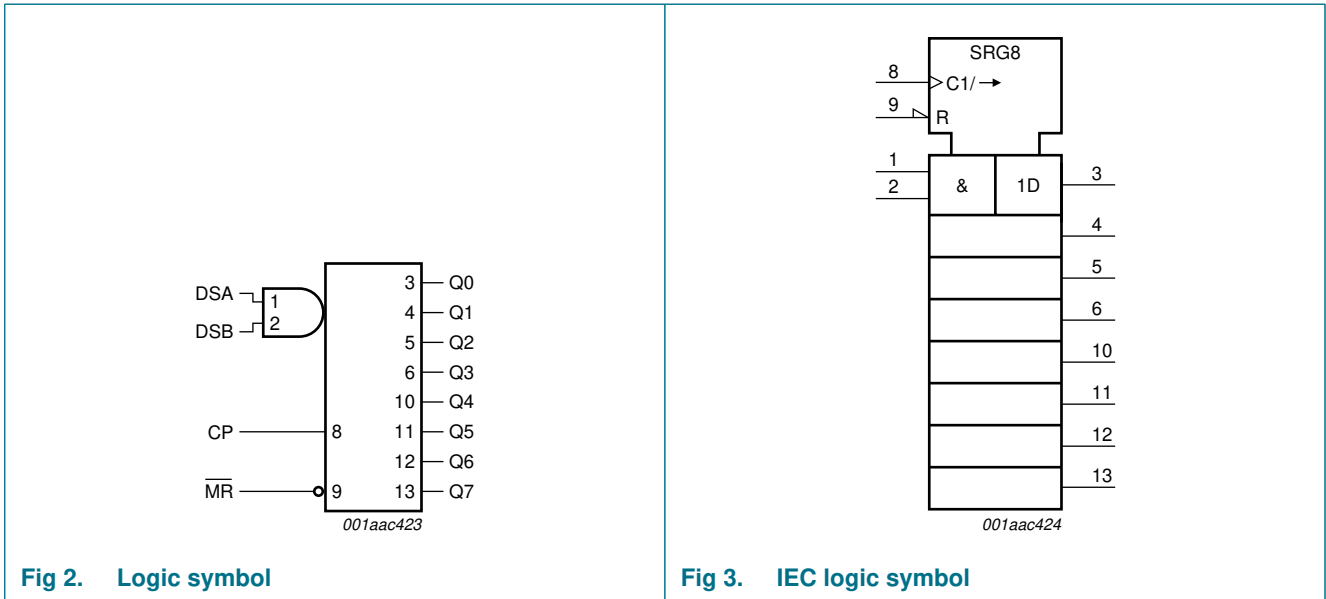 DSA
DSB
1
2
CP
8
M̅R̅
9
3 Q0
4 Q1
5 Q2
6 Q3
10 Q4
11 Q5
12 Q6
13 Q7
001aac423
Fig 2. Logic symbol
SRG8
8
C1/→
9
R
1
2
&
1D
3
4
5
6
10
11
12
13
001aac424
Fig 3. IEC logic symbol